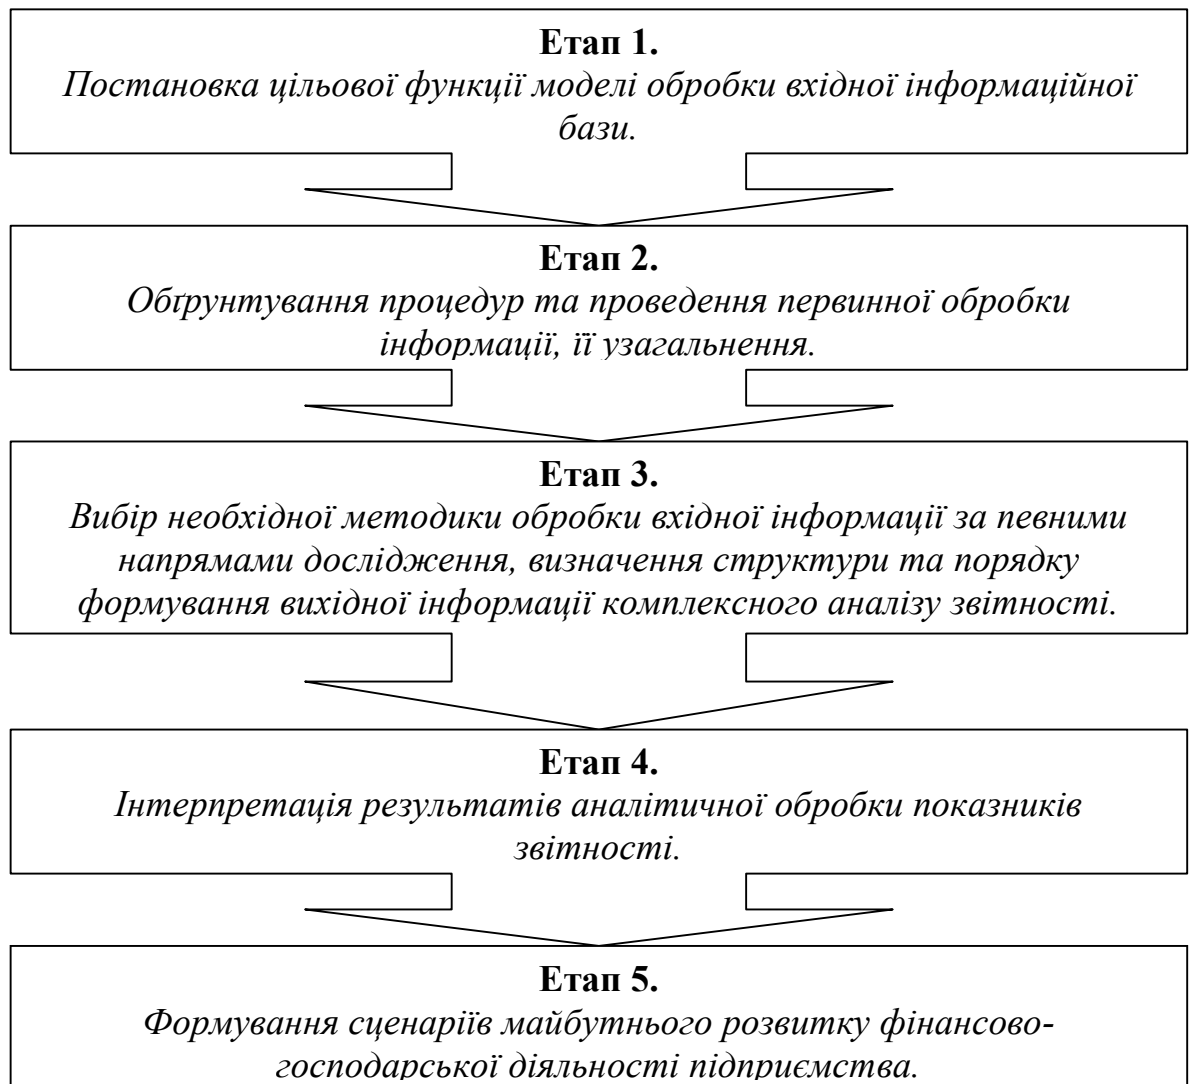 Етап 1.
Постановка цільової функції моделі обробки вхідної інформаційної
бази.
Етап 2.
Обґрунтування процедур та проведення первинної обробки
інформації, її узагальнення.
Етап 3.
Вибір необхідної методики обробки вхідної інформації за певними
напрямами дослідження, визначення структури та порядку
формування вихідної інформації комплексного аналізу звітності.
Етап 4.
Інтерпретація результатів аналітичної обробки показників
звітності.
Етап 5.
Формування сценаріїв майбутнього розвитку фінансово-
господарської діяльності підприємства.